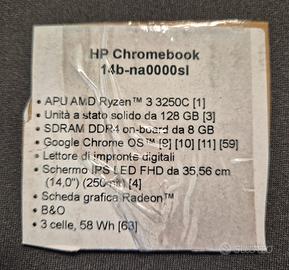 HP Chromebook
14b-na0000sl
• APU AMD Ryzen™ 3 3250C [1]
• Unità a stato solido da 128 GB [3]
• SDRAM DDR4 on-board da 8 GB
• Google Chrome OS™ [9] [10] [11] [59]
• Lettore di impronte digitali
• Schermo IPS LED FHD da 35,56 cm
(14,0") (250 nit) [4]
• Scheda grafica Radeon™
• B&O
• 3 celle, 58 Wh [63]
subito